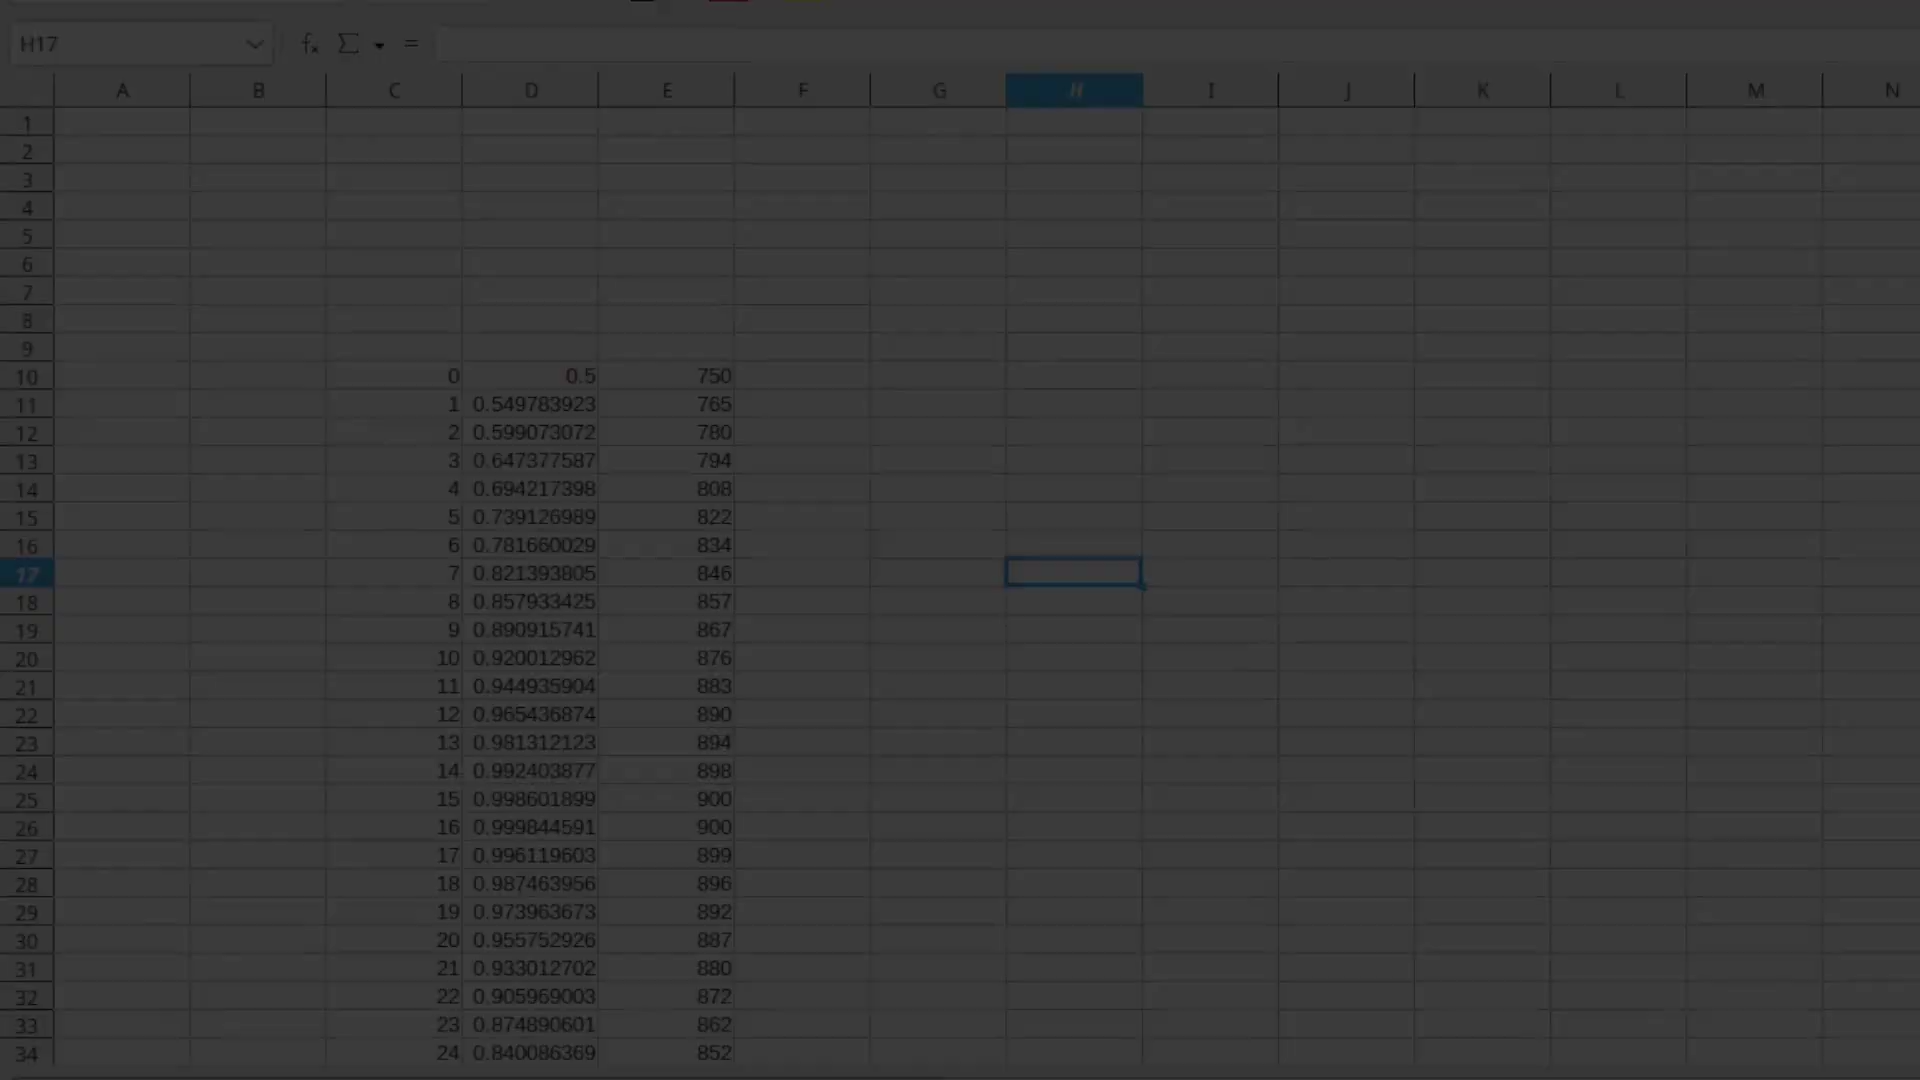 H17 fx Σ =
A B C D E F G H I J K L M N
1
2
3
4
5
6
7
8
9
10 0 0.5 750
11 1 0.549783923 765
12 2 0.599073072 780
13 3 0.647377587 794
14 4 0.694217398 808
15 5 0.739126989 822
16 6 0.781660029 834
17 7 0.821393805 846
18 8 0.857933425 857
19 9 0.890915741 867
20 10 0.920012962 876
21 11 0.944935904 883
22 12 0.965436874 890
23 13 0.981312123 894
24 14 0.992403877 898
25 15 0.998601899 900
26 16 0.999844591 900
27 17 0.996119603 899
28 18 0.987463956 896
29 19 0.973963673 892
30 20 0.955752926 887
31 21 0.933012702 880
32 22 0.905969003 872
33 23 0.874890601 862
34 24 0.840086369 852